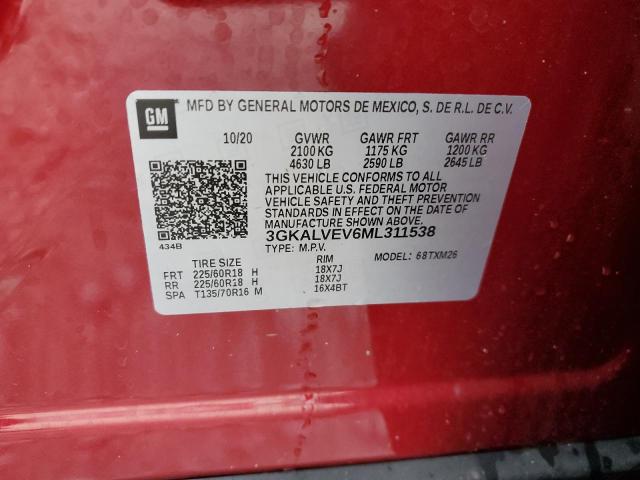 GM
MFD BY GENERAL MOTORS DE MEXICO, S. DE R.L. DE C.V.
10/20 GVWR GAWR FRT GAWR RR
2100 KG 1175 KG 1200 KG
4630 LB 2590 LB 2645 LB
THIS VEHICLE CONFORMS TO ALL
APPLICABLE U.S. FEDERAL MOTOR
VEHICLE SAFETY AND THEFT PREVENTION
STANDARDS IN EFFECT ON THE DATE
OF MANUFACTURE SHOWN ABOVE.
434B 3GKALVEV6ML311538
TYPE: M.P.V. MODEL: 68TXM26
TIRE SIZE RIM
FRT 225/60R18 H 18X7J
RR 225/60R18 H 18X7J
SPA T135/70R16 M 16X4BT